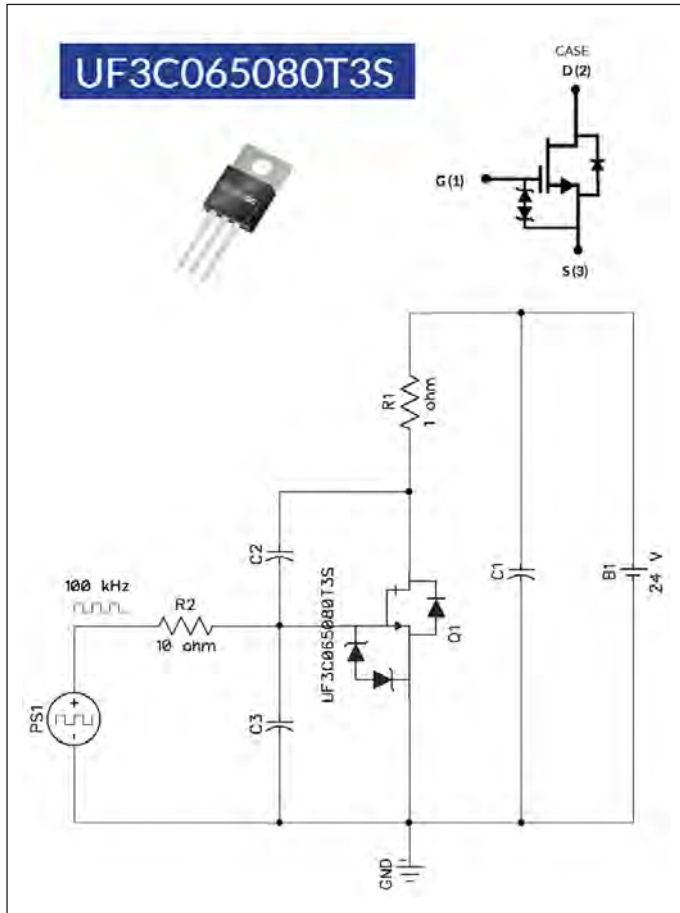 UF3C065080T3S
CASE
D (2)
G (1)
S (3)
R1
1 ohm
C2
100 kHz
R2
10 ohm
UF3C065080T3S
Q1
C1
B1
24 V
PS1
+
-
C3
GND